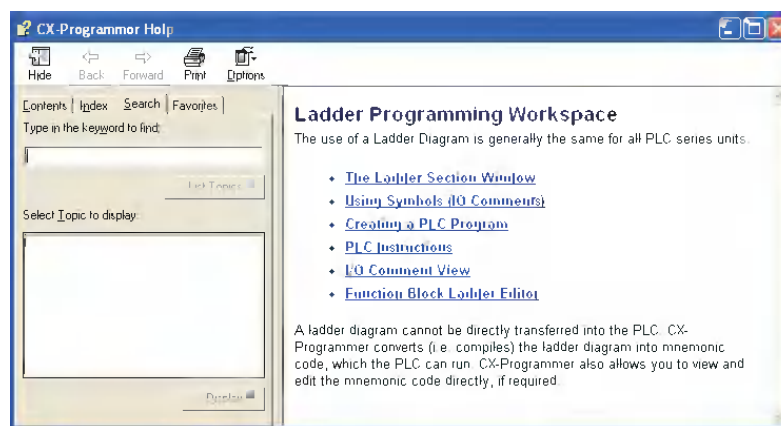 CX-Programmor Help
Hide Back Forward Print Options
Contents Index Search Favorites
Type in the keyword to find:
List Topics
Select Topic to display:
Display
Ladder Programming Workspace
The use of a Ladder Diagram is generally the same for all PLC series units.
The Ladder Section Window
Using Symbols (IO Comments)
Creating a PLC Program
PLC Instructions
I/O Comment View
Function Block Ladder Editor
A ladder diagram cannot be directly transferred into the PLC. CX-
Programmer converts (i.e. compiles) the ladder diagram into mnemonic
code, which the PLC can run. CX-Programmer also allows you to view and
edit the mnemonic code directly, if required.